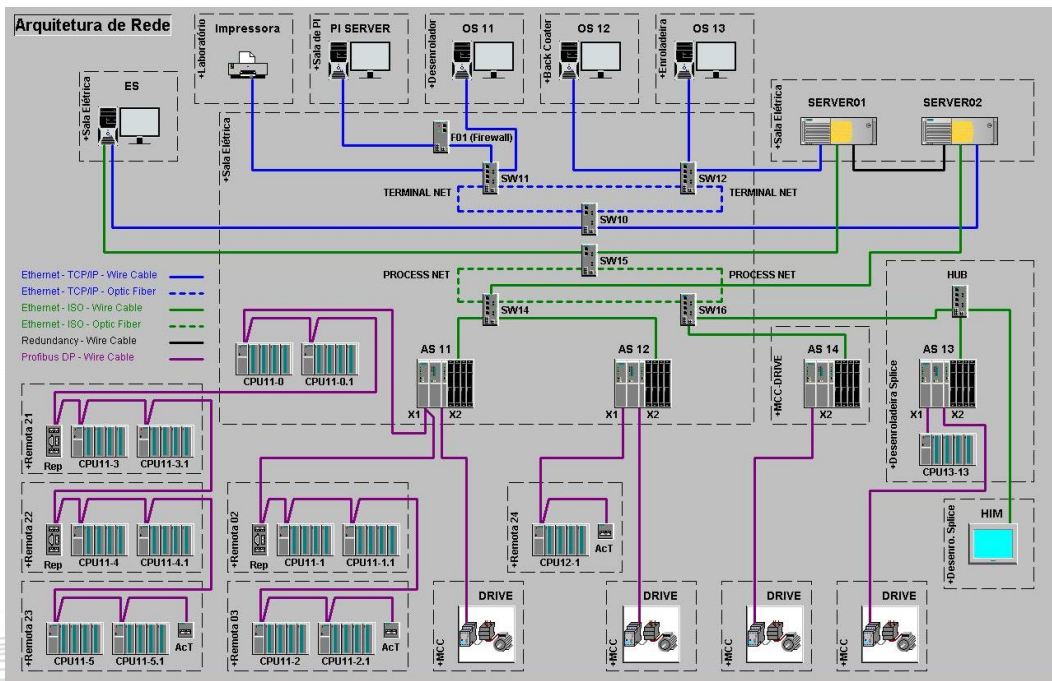 Arquitetura de Rede
+Laboratório
Impressora
+Sala de PI
PI SERVER
+Desenrolador
OS 11
+Back Coater
OS 12
+Enroladeira
OS 13
+Sala Elétrica
ES
+Sala Elétrica
F01 (Firewall)
+Sala Elétrica
SERVER01
SERVER02
SW11
SW12
TERMINAL NET
TERMINAL NET
SW10
SW15
PROCESS NET
PROCESS NET
SW14
SW16
HUB
Ethernet - TCP/IP - Wire Cable
Ethernet - TCP/IP - Optic Fiber
Ethernet - ISO - Wire Cable
Ethernet - ISO - Optic Fiber
Redundancy - Wire Cable
Profibus DP - Wire Cable
CPU11-0
CPU11-0.1
AS 11
X1
X2
AS 12
X1
X2
+MCC-DRIVE
AS 14
X2
+Desenroladeira Splice
AS 13
X1
X2
CPU13-13
+Remota 21
Rep
CPU11-3
CPU11-3.1
+Remota 22
Rep
CPU11-4
CPU11-4.1
+Remota 02
Rep
CPU11-1
CPU11-1.1
+Remota 24
CPU12-1
AcT
+Desenro. Splice
HIM
+Remota 23
CPU11-5
CPU11-5.1
AcT
+Remota 03
CPU11-2
CPU11-2.1
AcT
+MCC
DRIVE
+MCC
DRIVE
+MCC
DRIVE
+MCC
DRIVE